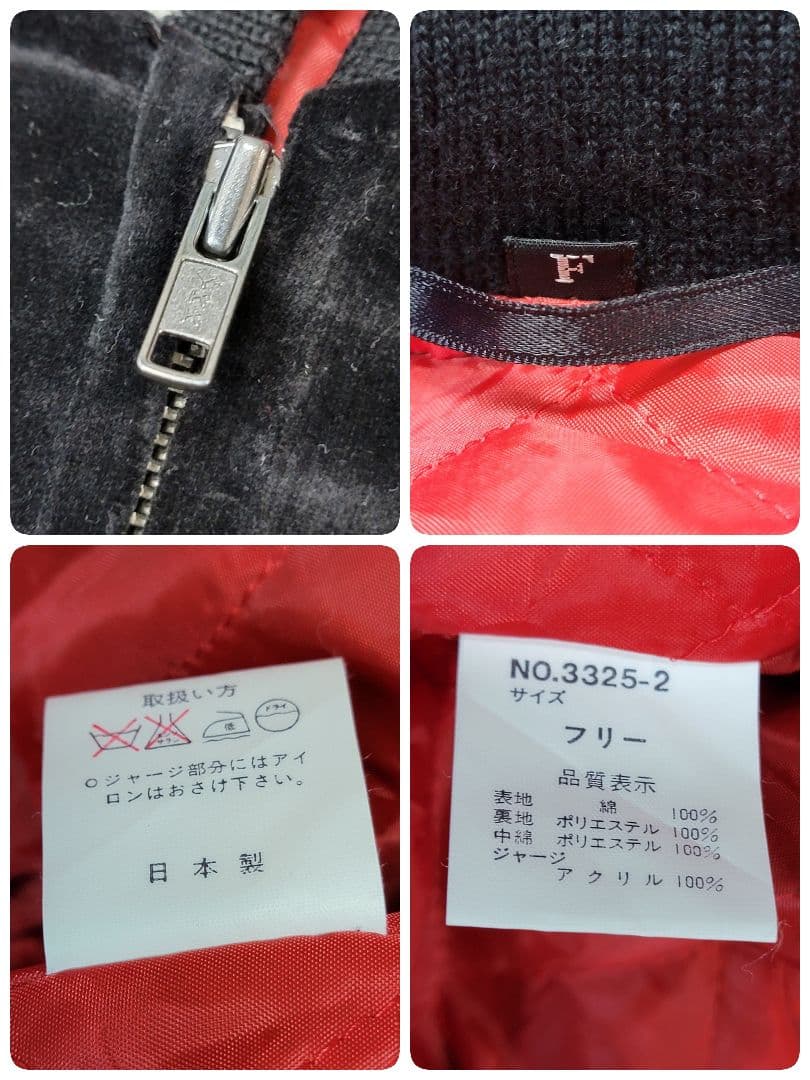 F
取扱い方
低
ドライ
○ジャージ部分にはアイ
ロンはおさけ下さい。
日本製
NO.3325-2
サイズ
フリー
品質表示
表地 綿 100%
裏地 ポリエステル 100%
中綿 ポリエステル 100%
ジャージ
アクリル 100%